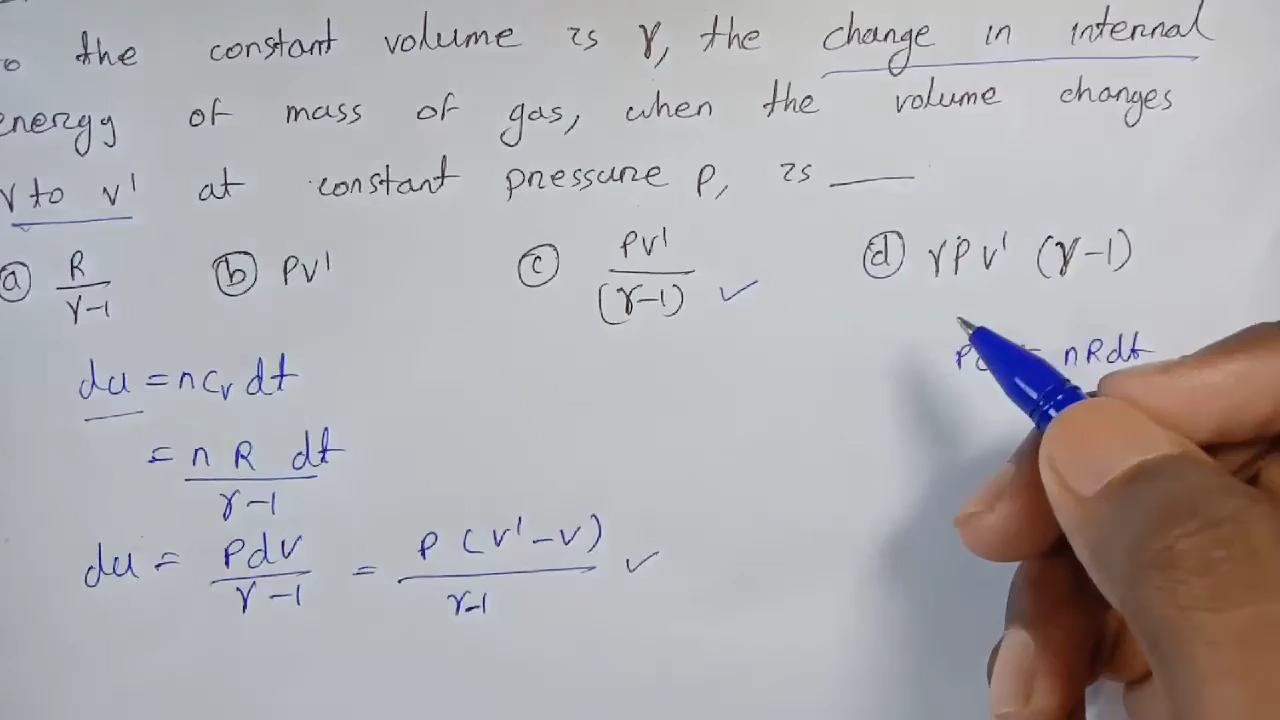 o the constant volume is γ, the change in internal
energy of mass of gas, when the volume changes
V to V' at constant pressure P, is ___
ⓐ R/γ-1 ⓑ PV' ⓒ PV'/(γ-1) ✓ ⓓ γPV' (γ-1)
nRdt
du = nCv dt
= n R dt/γ-1
du = PdV/γ-1 = P (V'-V)/γ-1 ✓